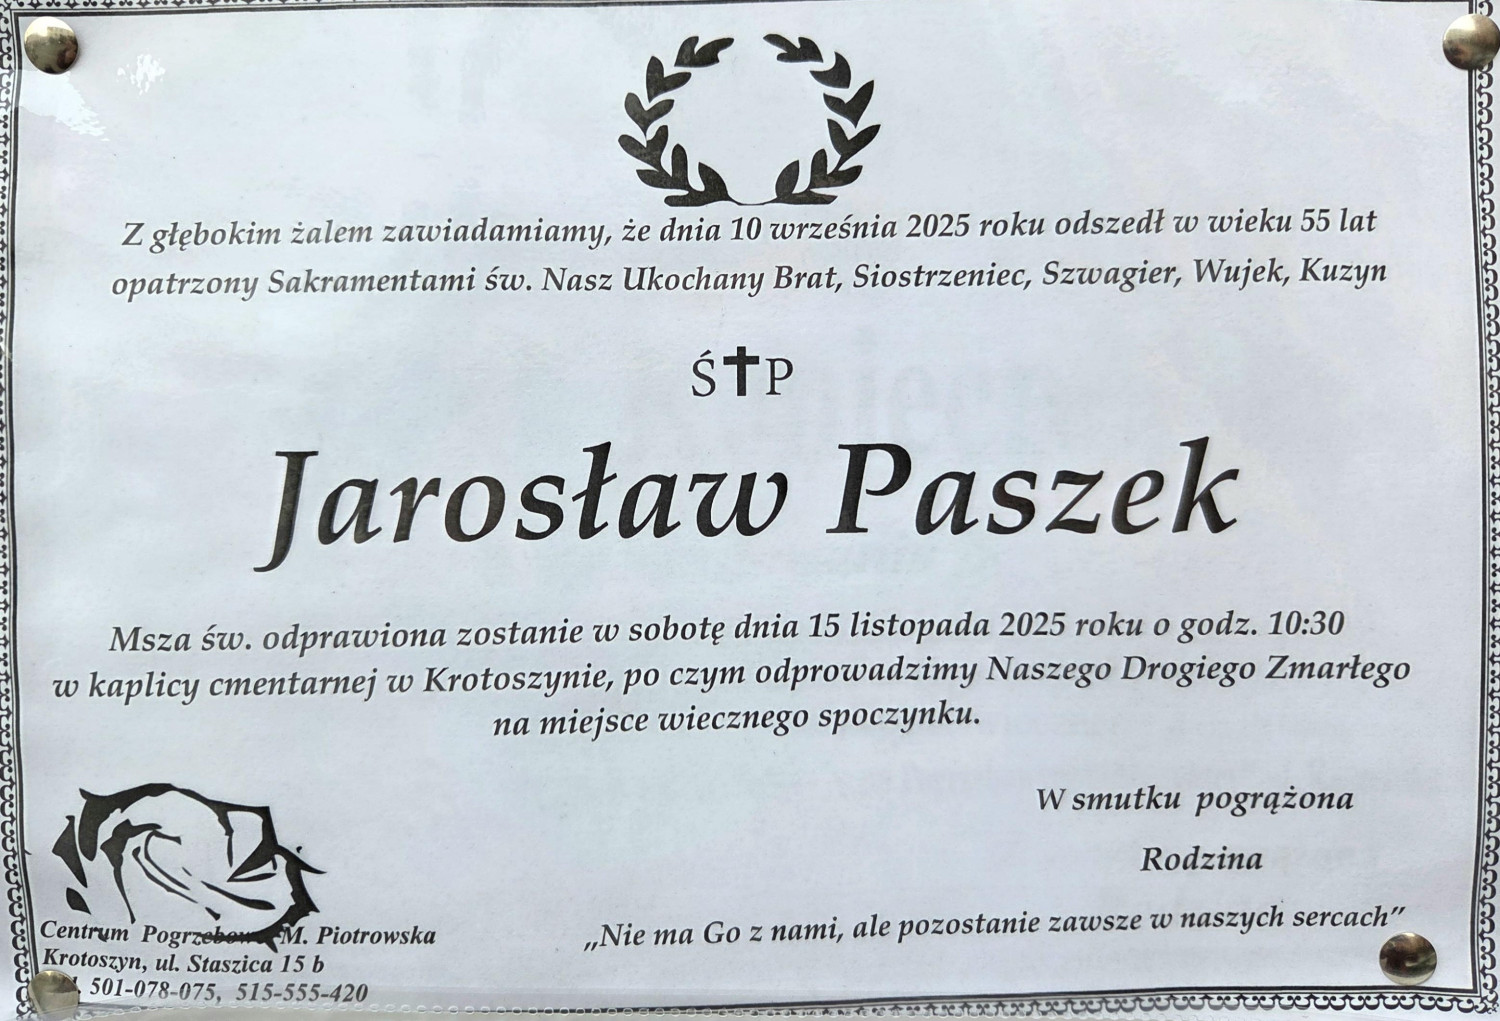 Z głębokim żalem zawiadamiamy, że dnia 10 września 2025 roku odszedł w wieku 55 lat
opatrzony Sakramentami św. Nasz Ukochany Brat, Siostrzeniec, Szwagier, Wujek, Kuzyn
Ś✝P
Jarosław Paszek
Msza św. odprawiona zostanie w sobotę dnia 15 listopada 2025 roku o godz. 10:30
w kaplicy cmentarnej w Krotoszynie, po czym odprowadzimy Naszego Drogiego Zmarłego
na miejsce wiecznego spoczynku.
W smutku pogrążona
Rodzina
„Nie ma Go z nami, ale pozostanie zawsze w naszych sercach”
Centrum Pogrzebowe M. Piotrowska
Krotoszyn, ul. Staszica 15 b
501-078-075, 515-555-420